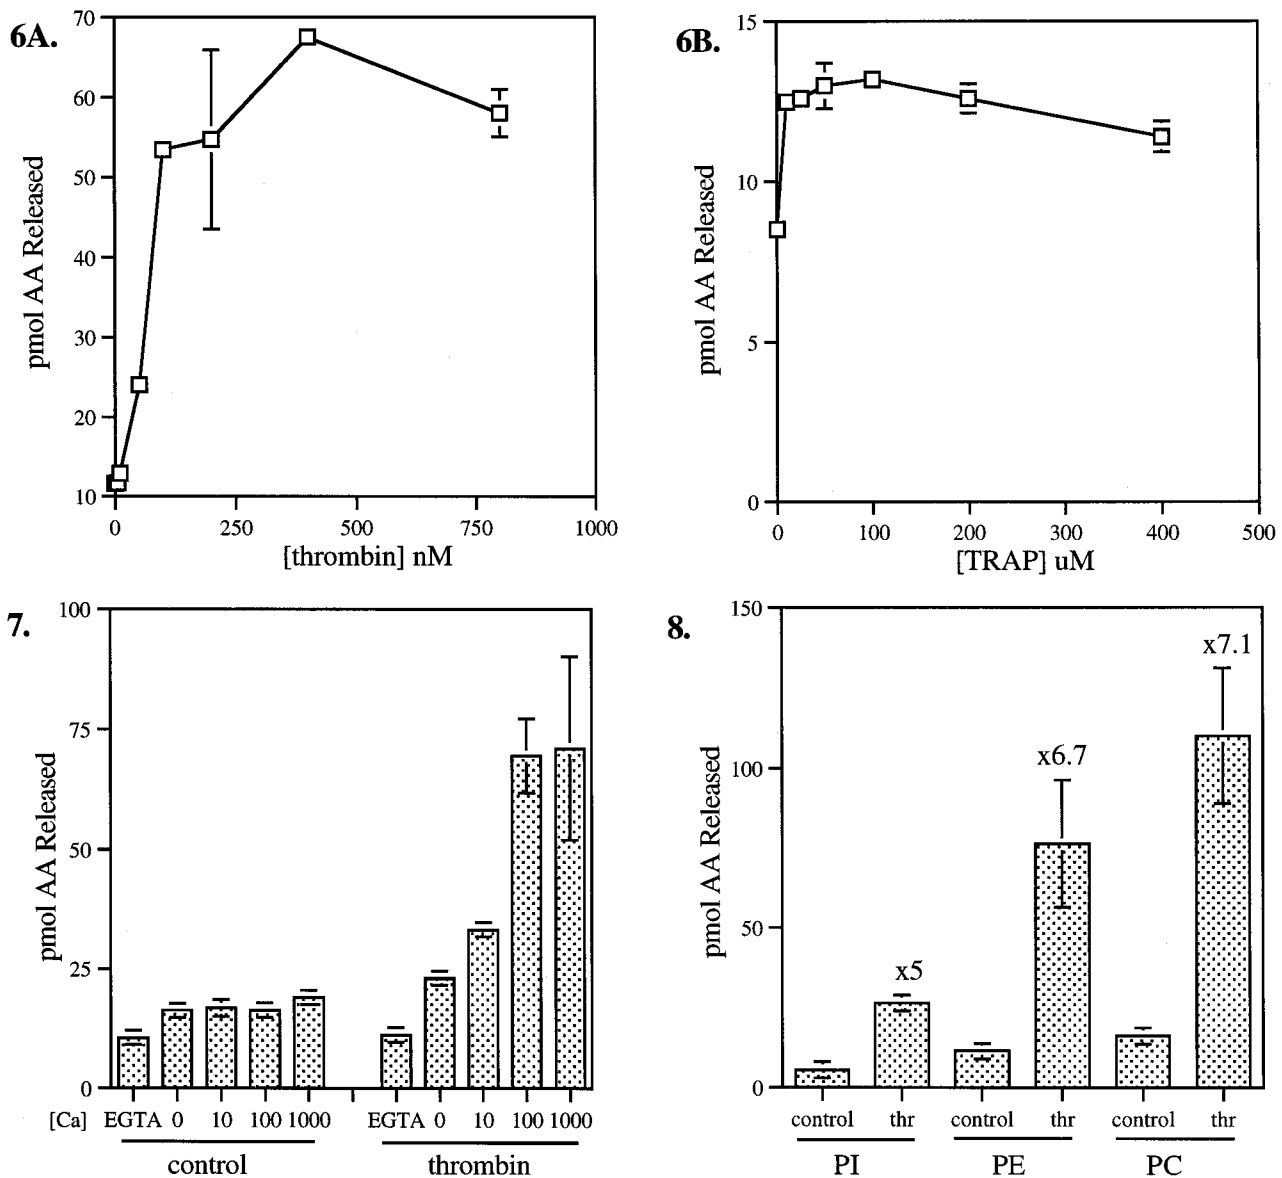 6A.
70
60
50
40
30
20
10
pmol AA Released
0 250 500 750 1000
[thrombin] nM
6B.
15
10
5
0
pmol AA Released
0 100 200 300 400 500
[TRAP] uM
7.
100
75
50
25
0
pmol AA Released
[Ca] EGTA 0 10 100 1000 EGTA 0 10 100 1000
control thrombin
8.
150
100
50
0
pmol AA Released
x5
x6.7
x7.1
control thr control thr control thr
PI PE PC